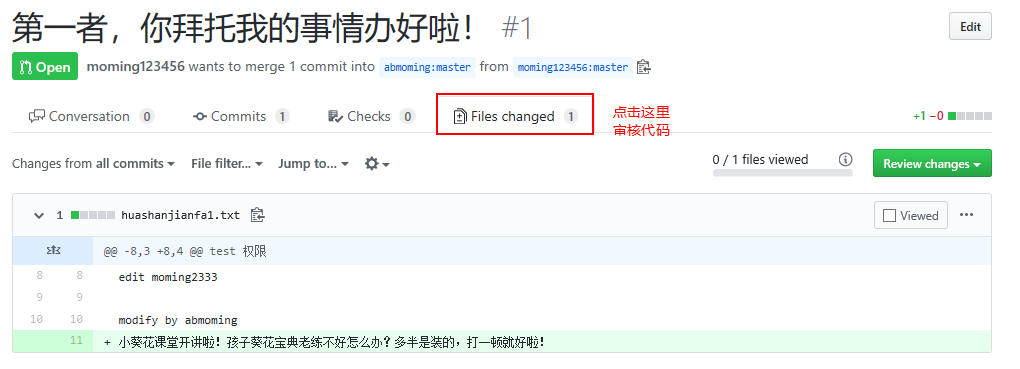 第一者，你拜托我的事情办好啦！ #1
Edit
Open moming123456 wants to merge 1 commit into abmoming:master from moming123456:master
Conversation 0 Commits 1 Checks 0 Files changed 1
点击这里
审核代码
+1 −0
Changes from all commits File filter... Jump to...
0 / 1 files viewed
Review changes
1 huashanjianfa1.txt
Viewed
@@ -8,3 +8,4 @@ test 权限
8 8 edit moming2333
9 9
10 10 modify by abmoming
11 + 小葵花课堂开讲啦！孩子葵花宝典老练不好怎么办？多半是装的，打一顿就好啦！